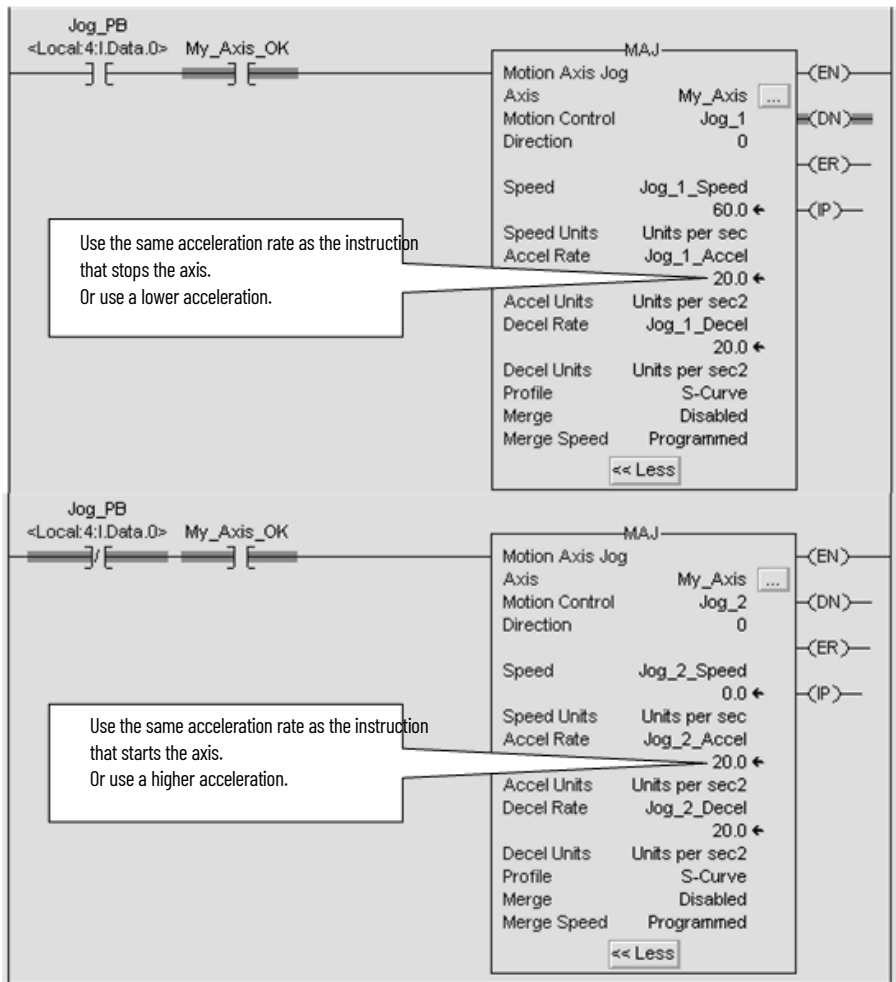 Jog_PB
<Local:4:I.Data.0> My_Axis_OK
MAJ
Motion Axis Jog
Axis My_Axis ...
Motion Control Jog_1
Direction 0
Speed Jog_1_Speed
60.0
Speed Units Units per sec
Accel Rate Jog_1_Accel
20.0
Accel Units Units per sec2
Decel Rate Jog_1_Decel
20.0
Decel Units Units per sec2
Profile S-Curve
Merge Disabled
Merge Speed Programmed
<< Less
(EN)
(DN)
(ER)
(IP)
Use the same acceleration rate as the instruction
that stops the axis.
Or use a lower acceleration.
Jog_PB
<Local:4:I.Data.0> My_Axis_OK
MAJ
Motion Axis Jog
Axis My_Axis ...
Motion Control Jog_2
Direction 0
Speed Jog_2_Speed
0.0
Speed Units Units per sec
Accel Rate Jog_2_Accel
20.0
Accel Units Units per sec2
Decel Rate Jog_2_Decel
20.0
Decel Units Units per sec2
Profile S-Curve
Merge Disabled
Merge Speed Programmed
<< Less
(EN)
(DN)
(ER)
(IP)
Use the same acceleration rate as the instruction
that starts the axis.
Or use a higher acceleration.